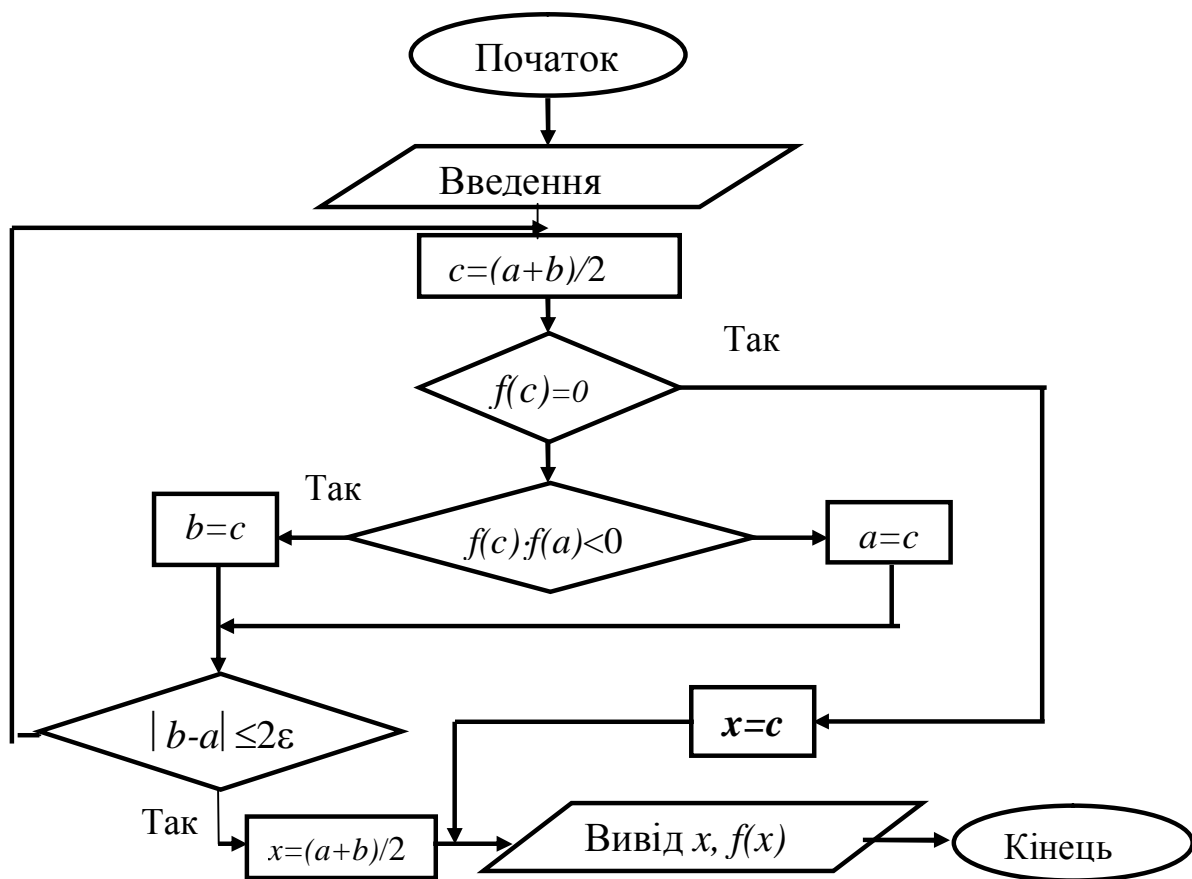 Початок
Введення
c=(a+b)/2
Так
f(c)=0
Так
b=c
f(c)·f(a)<0
a=c
x=c
| b-a| ≤2ε
Так
x=(a+b)/2
Вивід x, f(x)
Кінець